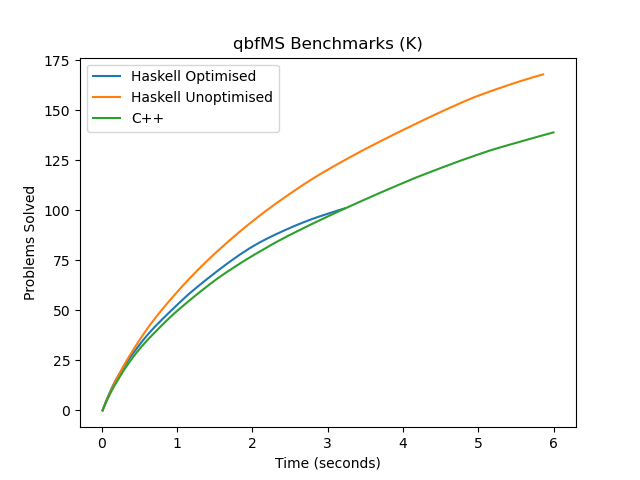 qbfMS Benchmarks (K)
Haskell Optimised
Haskell Unoptimised
C++
Problems Solved
175
150
125
100
75
50
25
0
0 1 2 3 4 5 6
Time (seconds)